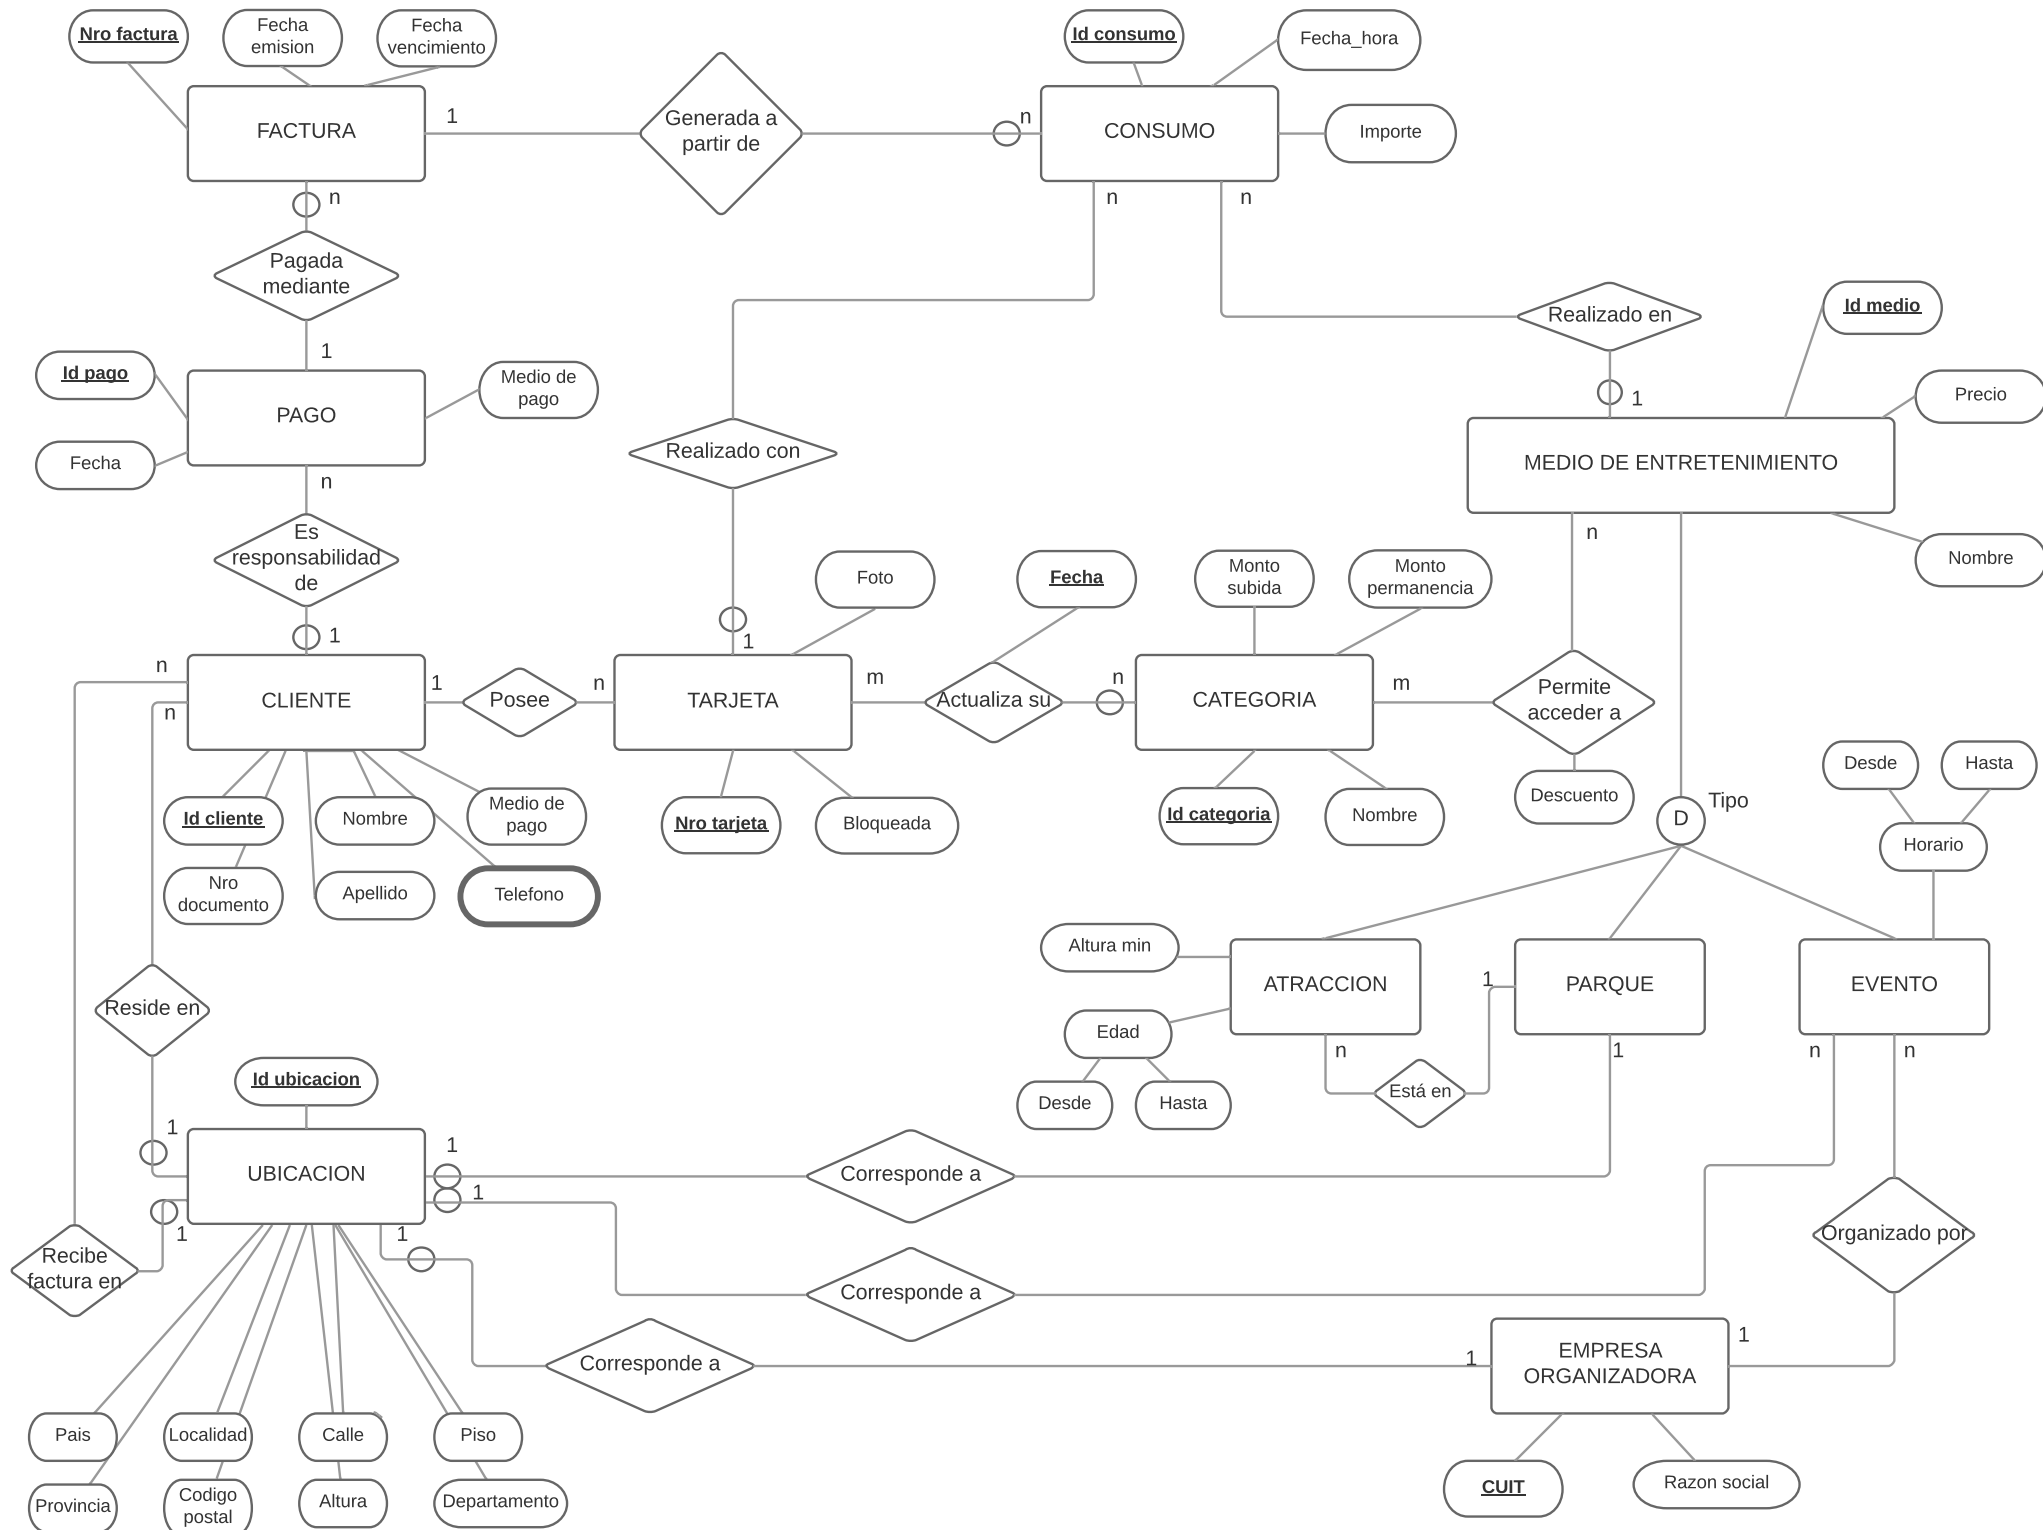 Nro factura
Fecha
emision
Fecha
vencimiento
Id consumo
Fecha_hora
FACTURA
1
Generada a
partir de
n
CONSUMO
Importe
n
n
n
Pagada
mediante
1
Id pago
Fecha
PAGO
Medio de
pago
n
Realizado en
Id medio
1
Precio
MEDIO DE ENTRETENIMIENTO
Nombre
n
Realizado con
1
Es
responsabilidad
de
1
Foto
Fecha
Monto
subida
Monto
permanencia
n
n
CLIENTE
1
Posee
n
TARJETA
m
Actualiza su
n
CATEGORIA
m
Permite
acceder a
Descuento
Id cliente
Nombre
Medio de
pago
Nro
documento
Apellido
Telefono
Nro tarjeta
Bloqueada
Id categoria
Nombre
D
Tipo
Desde
Hasta
Horario
Altura min
ATRACCION
PARQUE
EVENTO
Edad
Desde
Hasta
n
Está en
1
1
n
n
Reside en
Id ubicacion
1
UBICACION
1
Corresponde a
1
Corresponde a
1
Recibe
factura en
1
Corresponde a
1
Organizado por
EMPRESA
ORGANIZADORA
1
Pais
Localidad
Calle
Piso
Provincia
Codigo
postal
Altura
Departamento
CUIT
Razon social